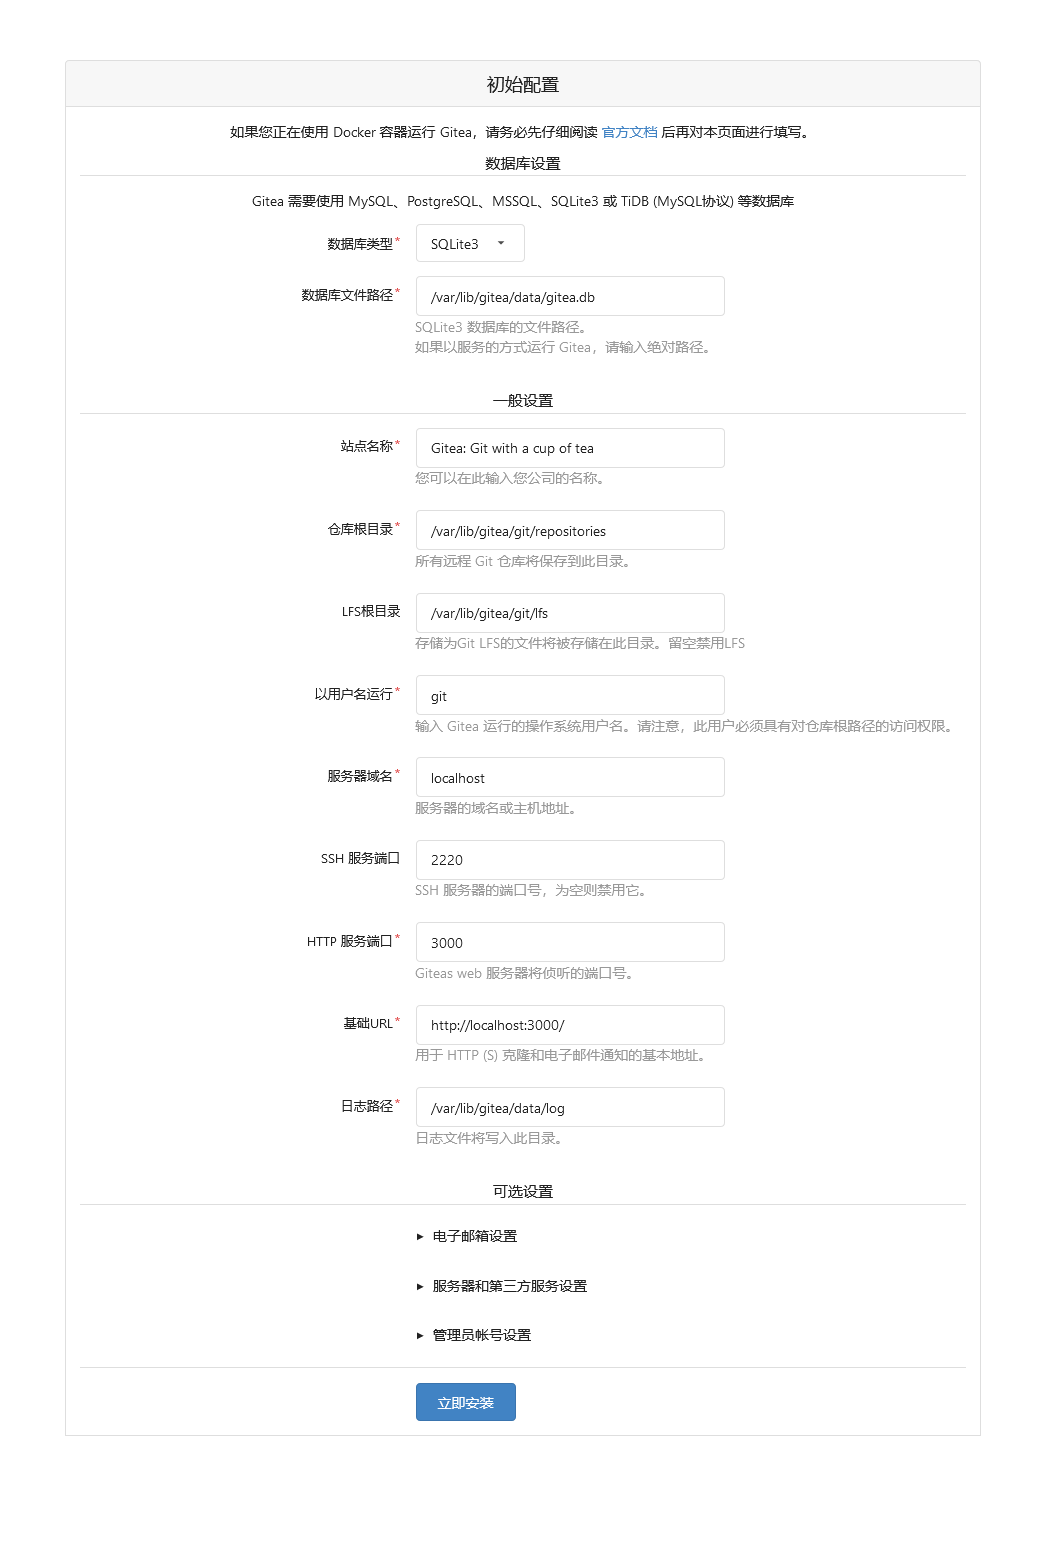 初始配置
如果您正在使用 Docker 容器运行 Gitea，请务必先仔细阅读 官方文档 后再对本页面进行填写。
数据库设置
Gitea 需要使用 MySQL、PostgreSQL、MSSQL、SQLite3 或 TiDB (MySQL协议) 等数据库
数据库类型* SQLite3
数据库文件路径* /var/lib/gitea/data/gitea.db
SQLite3 数据库的文件路径。
如果以服务的方式运行 Gitea，请输入绝对路径。
一般设置
站点名称* Gitea: Git with a cup of tea
您可以在此输入您公司的名称。
仓库根目录* /var/lib/gitea/git/repositories
所有远程 Git 仓库将保存到此目录。
LFS根目录 /var/lib/gitea/git/lfs
存储为Git LFS的文件将被存储在此目录。留空禁用LFS
以用户名运行* git
输入 Gitea 运行的操作系统用户名。请注意，此用户必须具有对仓库根路径的访问权限。
服务器域名* localhost
服务器的域名或主机地址。
SSH 服务端口 2220
SSH 服务器的端口号，为空则禁用它。
HTTP 服务端口* 3000
Giteas web 服务器将侦听的端口号。
基础URL* http://localhost:3000/
用于 HTTP (S) 克隆和电子邮件通知的基本地址。
日志路径* /var/lib/gitea/data/log
日志文件将写入此目录。
可选设置
电子邮箱设置
服务器和第三方服务设置
管理员帐号设置
立即安装